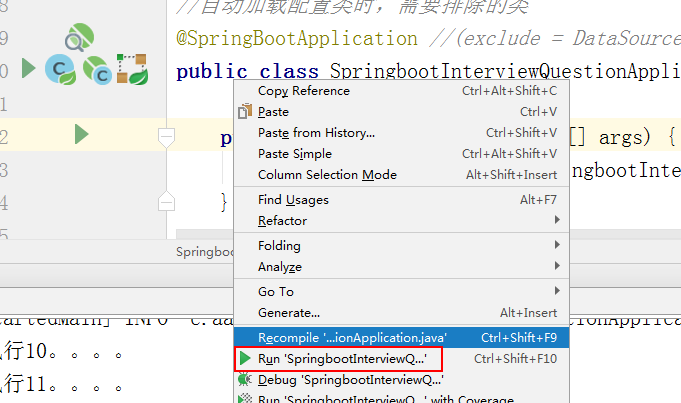 8
//自动加载配置类时，需要排除的类
9
@SpringBootApplication //(exclude = DataSource
0
public class SpringbootInterviewQuestionAppli
1
2
[] args) {
3
ngbootInte
4
}
5
Copy Reference Ctrl+Alt+Shift+C
Paste Ctrl+V
Paste from History... Ctrl+Shift+V
Paste Simple Ctrl+Alt+Shift+V
Column Selection Mode Alt+Shift+Insert
Find Usages Alt+F7
Refactor
Folding
Analyze
Go To
Generate... Alt+Insert
Recompile '...ionApplication.java' Ctrl+Shift+F9
Run 'SpringbootInterviewQ...' Ctrl+Shift+F10
Debug 'SpringbootInterviewQ...'
Run 'SpringbootInterviewQ...' with Coverage
Springboo
行10。。。。
行11。。。。